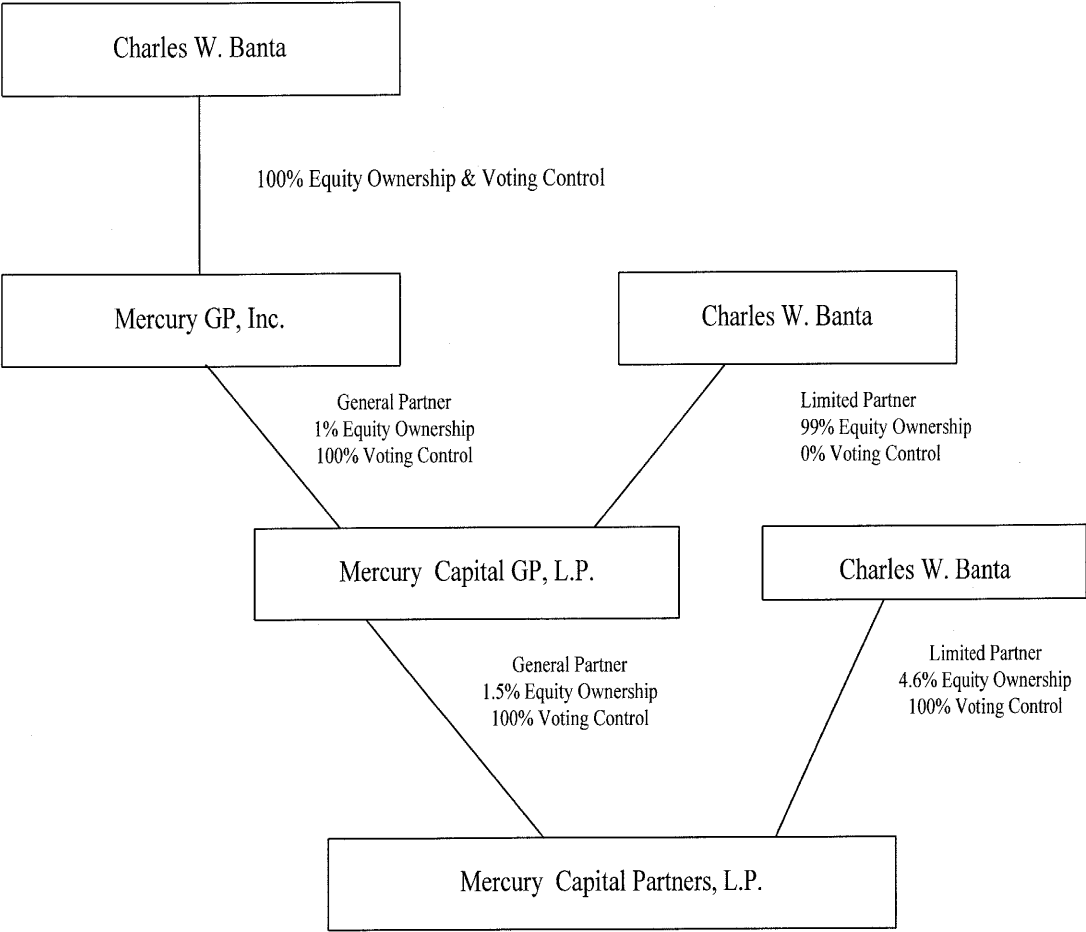 Charles W. Banta
100% Equity Ownership & Voting Control
Mercury GP, Inc.
Charles W. Banta
General Partner
1% Equity Ownership
100% Voting Control
Limited Partner
99% Equity Ownership
0% Voting Control
Mercury Capital GP, L.P.
Charles W. Banta
General Partner
1.5% Equity Ownership
100% Voting Control
Limited Partner
4.6% Equity Ownership
100% Voting Control
Mercury Capital Partners, L.P.